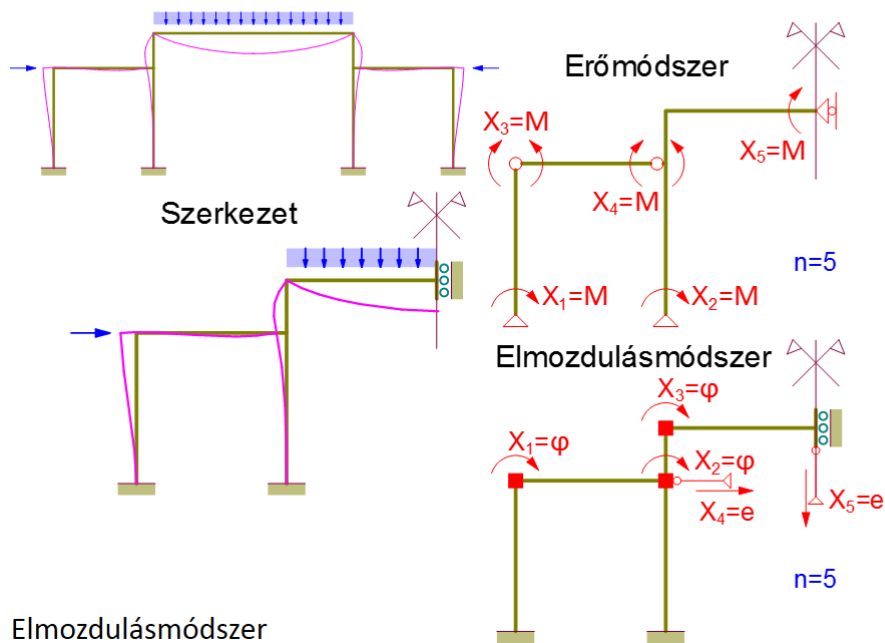 Erőmódszer
X3=M
X4=M
X5=M
X1=M
X2=M
n=5
Szerkezet
Elmozdulásmódszer
X3=φ
X1=φ
X2=φ
X4=e
X5=e
n=5
Elmozdulásmódszer